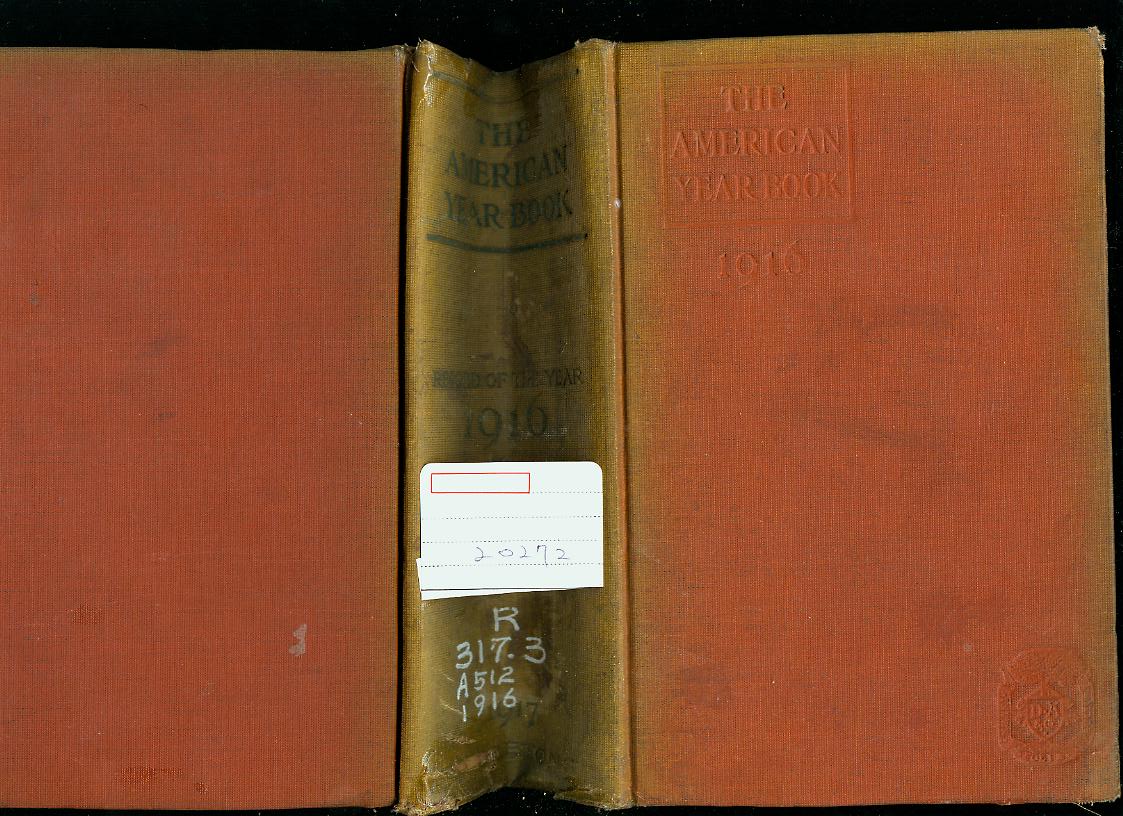 THE
AMERICAN
YEAR BOOK
RECORD OF THE YEAR
1916
20272
R
317.3
A512
1916
THE
AMERICAN
YEAR BOOK
1916